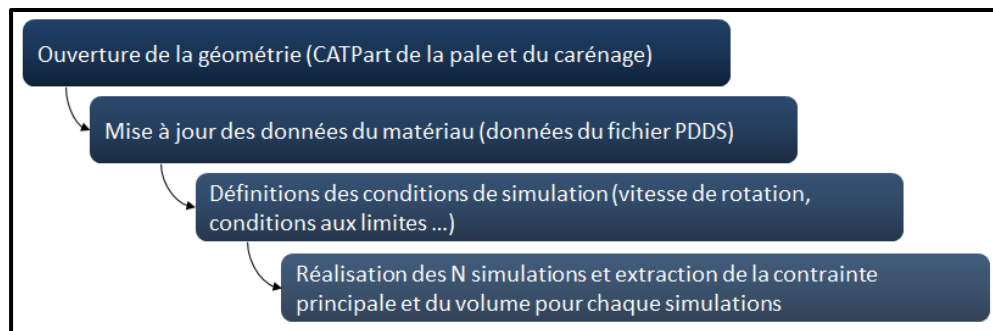 Ouverture de la géométrie (CATPart de la pale et du carénage)
Mise à jour des données du matériau (données du fichier PDDS)
Définitions des conditions de simulation (vitesse de rotation,
conditions aux limites ...)
Réalisation des N simulations et extraction de la contrainte
principale et du volume pour chaque simulations